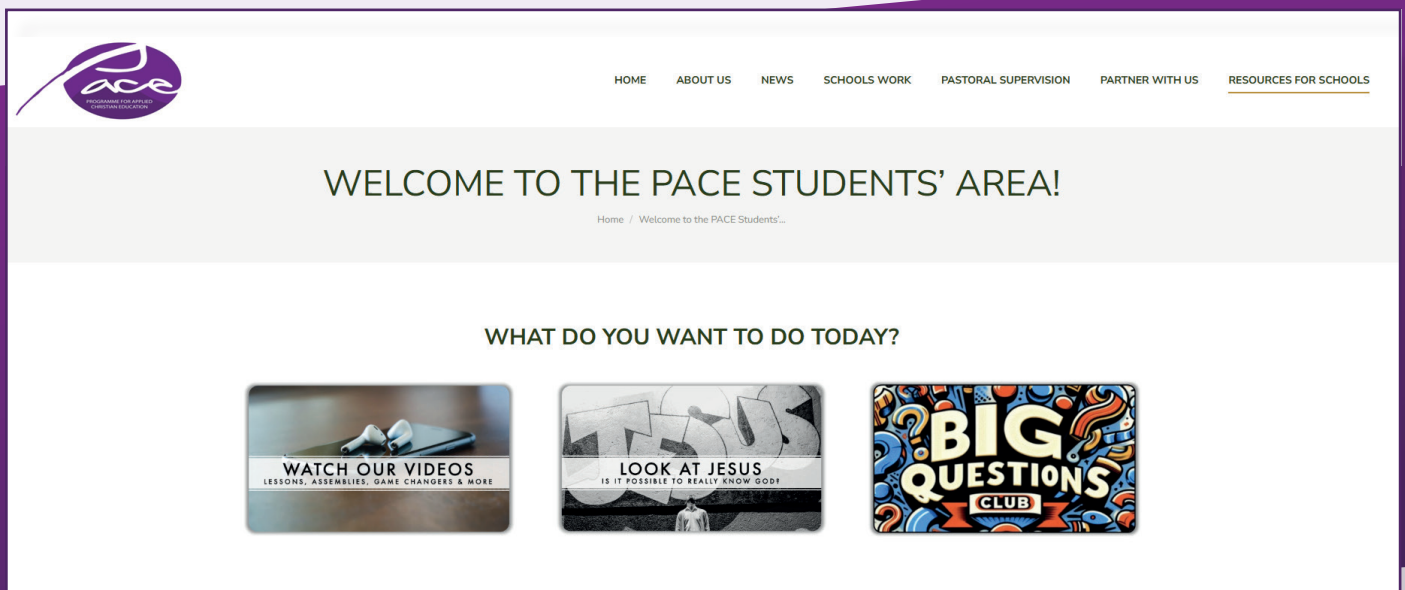 Pace
PROGRAMME FOR APPLIED
CHRISTIAN EDUCATION
HOME ABOUT US NEWS SCHOOLS WORK PASTORAL SUPERVISION PARTNER WITH US RESOURCES FOR SCHOOLS
WELCOME TO THE PACE STUDENTS’ AREA!
Home / Welcome to the PACE Students’...
WHAT DO YOU WANT TO DO TODAY?
WATCH OUR VIDEOS
LESSONS, ASSEMBLIES, GAME CHANGERS & MORE
JESUS
LOOK AT JESUS
IS IT POSSIBLE TO REALLY KNOW GOD?
BIG
QUESTIONS
CLUB